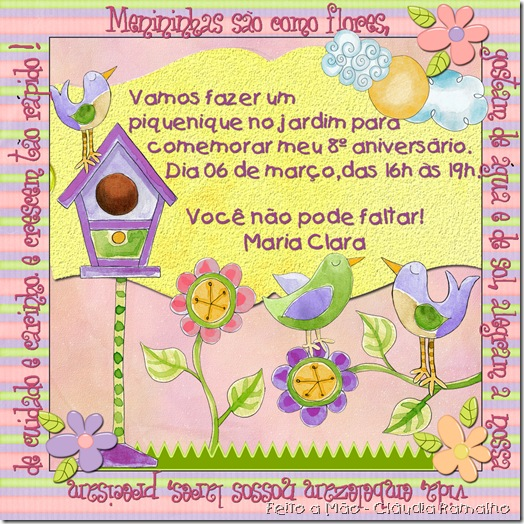 Menininhas são como flores,
gostam de água e de sol, alegram a nossa
vida, embelezam nossos lares, precisam
de cuidado e carinho, e crescem tão rápido !
Vamos fazer um
piquenique no jardim para
comemorar meu 8º aniversário.
Dia 06 de março,das 16h às 19h.
Você não pode faltar!
Maria Clara
Feito a Mão - Cláudia Ramalho